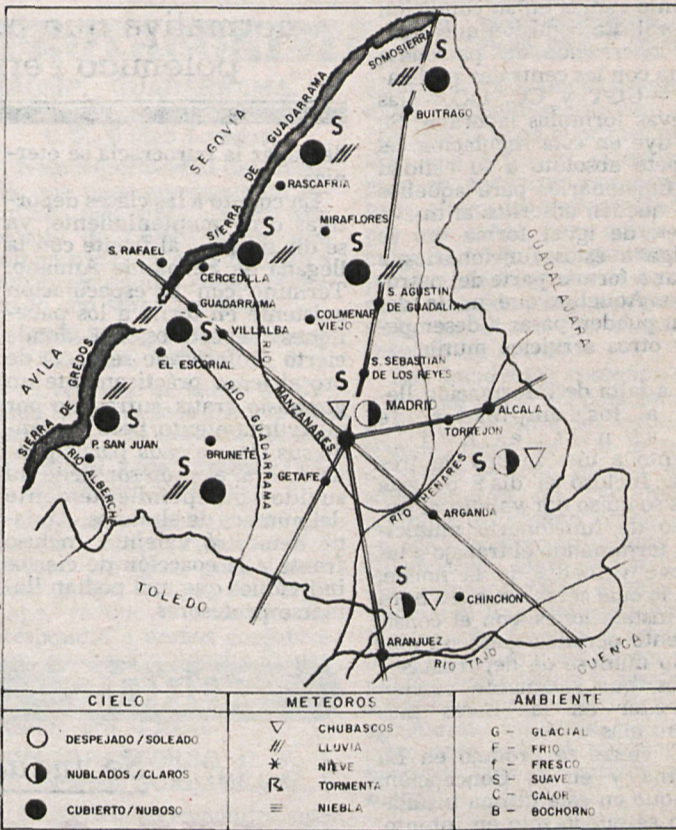 SOMOSIERRA
SIERRA DE GUADARRAMA
SEGOVIA
S
BUITRAGO
S
RASCAFRIA
MIRAFLORES
S
S
GUADALAJARA
S. RAFAEL
CERCEDILLA
GUADARRAMA
S. AGUSTIN
DE GUADALIX
COLMENAR
VIEJO
VILLALBA
S
EL ESCORIAL
AVILA
SIERRA DE GREDOS
RIO MANZANARES
RIO GUADARRAMA
S. SEBASTIAN
DE LOS REYES
S
MADRID
ALCALA
TORREJON
S
P. SAN JUAN
RIO ALBERCHE
BRUNETE
S
GETAFE
RIO HENARES
S
ARGANDA
TOLEDO
S
CHINCHON
ARANJUEZ
RIO TAJO
CUENCA
CIELO
DESPEJADO/SOLEADO
NUBLADOS/CLAROS
CUBIERTO/NUBOSO
METEOROS
CHUBASCOS
LLUVIA
NIEVE
TORMENTA
NIEBLA
AMBIENTE
G - GLACIAL
F - FRIO
f - FRESCO
S - SUAVE
C - CALOR
B - BOCHORNO